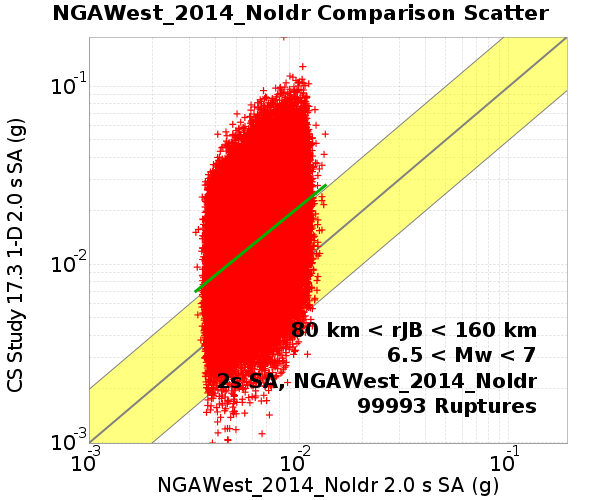 NGAWest_2014_NoIdr Comparison Scatter
CS Study 17.3 1-D 2.0 s SA (g)
10-1
10-2
10-3
80 km < rJB < 160 km
6.5 < Mw < 7
2s SA, NGAWest_2014_NoIdr
99993 Ruptures
10-3 10-2 10-1
NGAWest_2014_NoIdr 2.0 s SA (g)